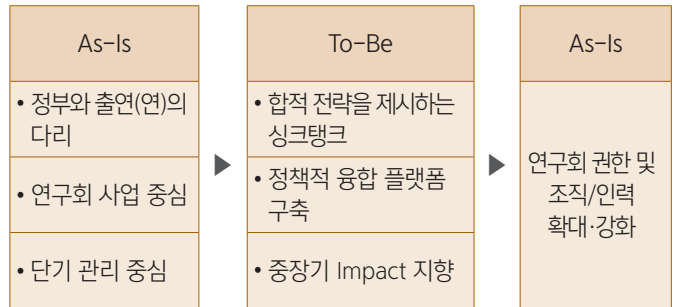 As-Is
• 정부와 출연(연)의
다리
• 연구회 사업 중심
• 단기 관리 중심
▶
To-Be
• 합적 전략을 제시하는
싱크탱크
• 정책적 융합 플랫폼
구축
• 중장기 Impact 지향
▶
As-Is
연구회 권한 및
조직/인력
확대·강화